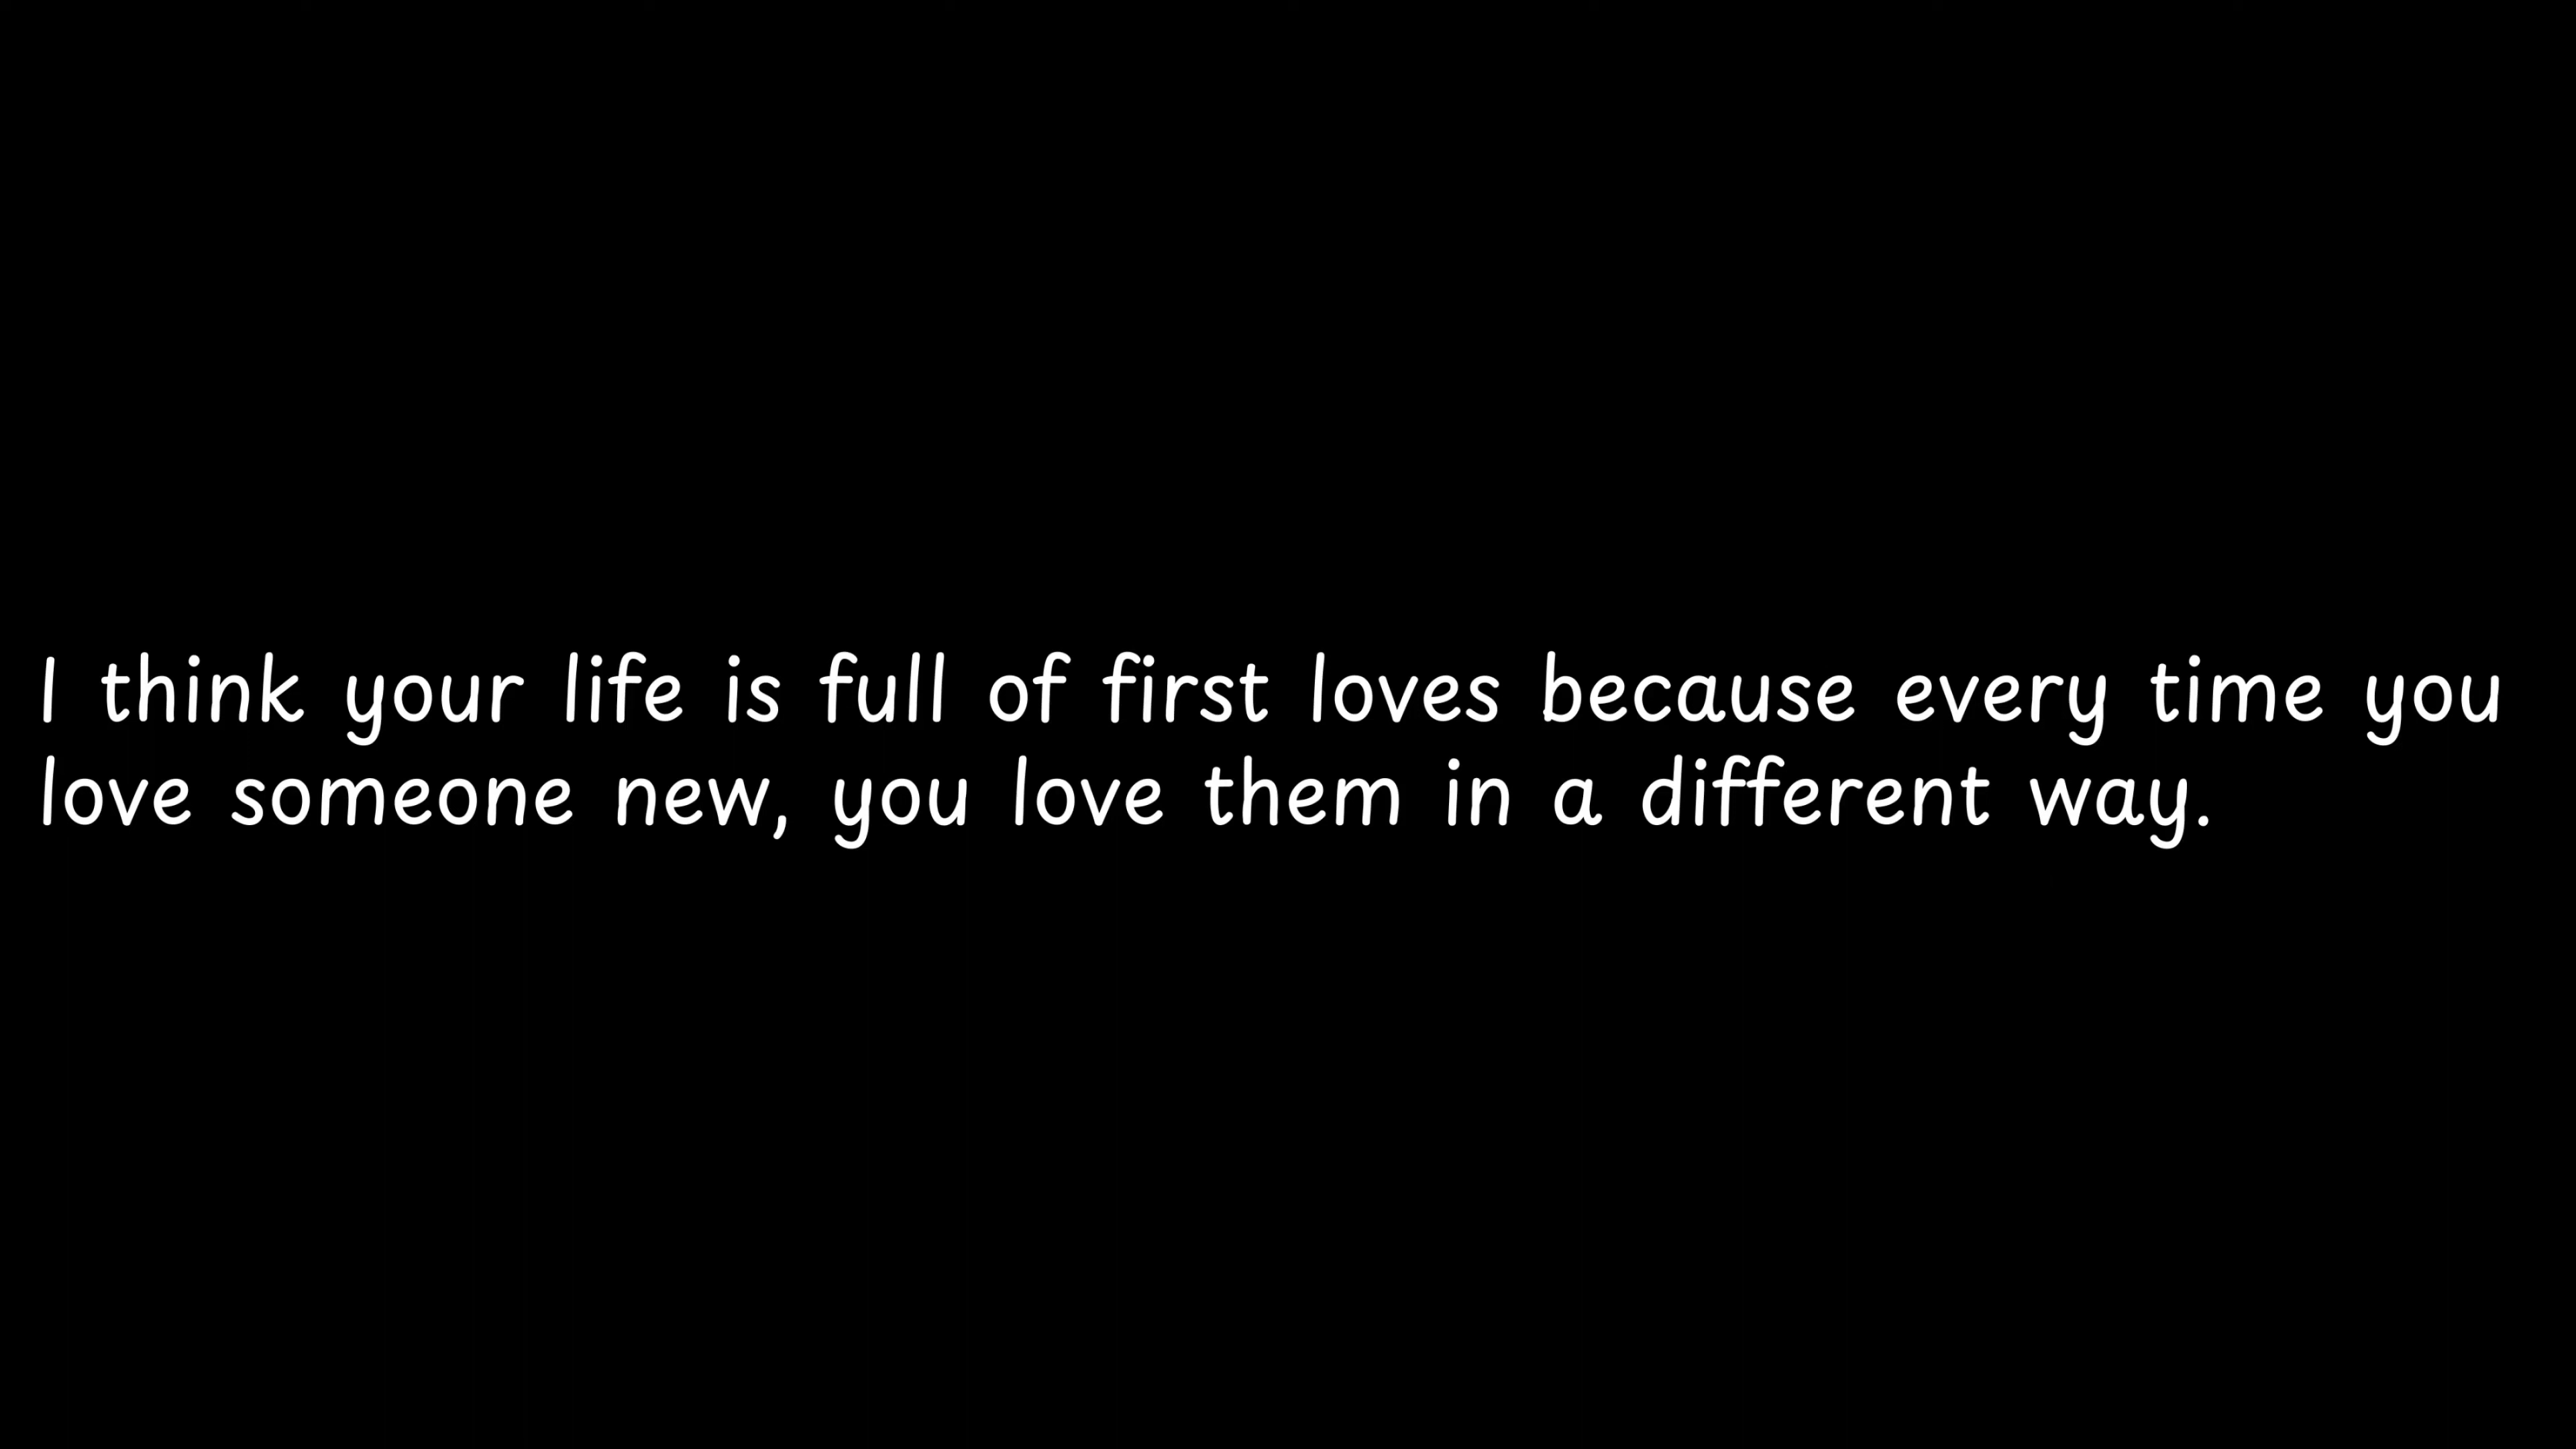 I think your life is full of first loves because every time you
love someone new, you love them in a different way.